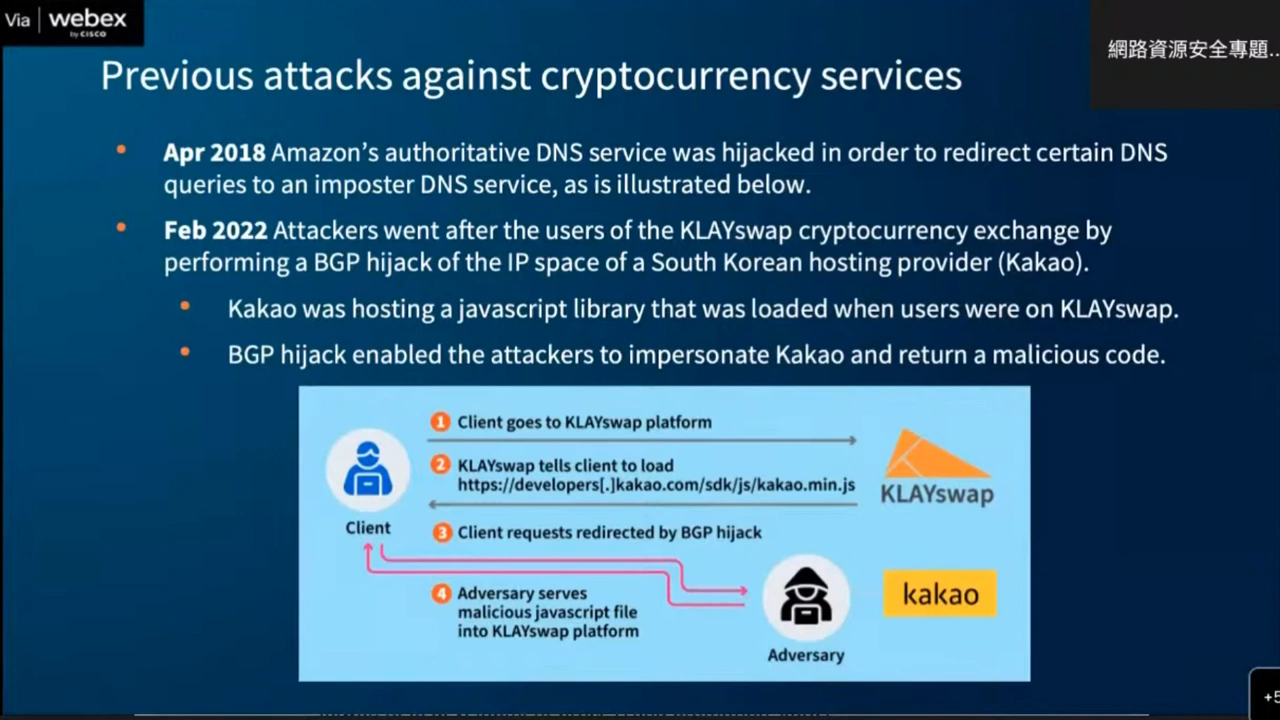 Via webex
by CISCO
網路資源安全專題..
Previous attacks against cryptocurrency services
Apr 2018 Amazon’s authoritative DNS service was hijacked in order to redirect certain DNS
queries to an imposter DNS service, as is illustrated below.
Feb 2022 Attackers went after the users of the KLAYswap cryptocurrency exchange by
performing a BGP hijack of the IP space of a South Korean hosting provider (Kakao).
Kakao was hosting a javascript library that was loaded when users were on KLAYswap.
BGP hijack enabled the attackers to impersonate Kakao and return a malicious code.
1 Client goes to KLAYswap platform
2 KLAYswap tells client to load
https://developers[.]kakao.com/sdk/js/kakao.min.js
KLAYswap
Client
3 Client requests redirected by BGP hijack
4 Adversary serves
malicious javascript file
into KLAYswap platform
kakao
Adversary
+5